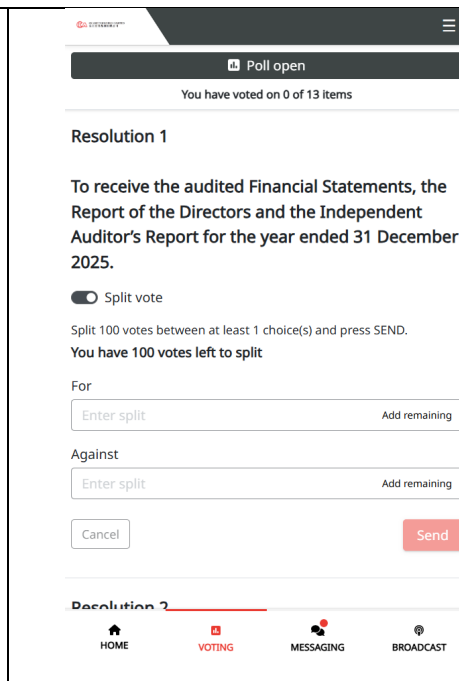 Poll open
You have voted on 0 of 13 items
Resolution 1
To receive the audited Financial Statements, the
Report of the Directors and the Independent
Auditor’s Report for the year ended 31 December
2025.
Split vote
Split 100 votes between at least 1 choice(s) and press SEND.
You have 100 votes left to split
For
Enter split Add remaining
Against
Enter split Add remaining
Cancel Send
Resolution 2
HOME VOTING MESSAGING BROADCAST